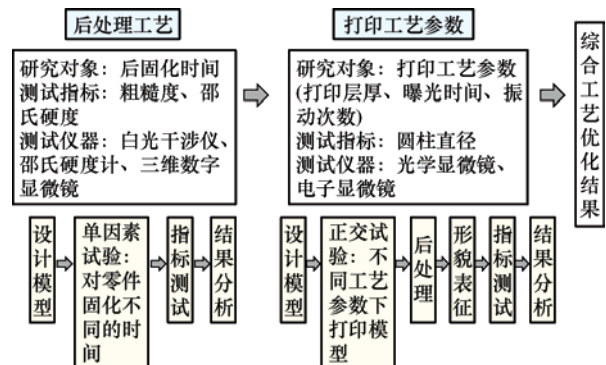 后处理工艺
研究对象：后固化时间
测试指标：粗糙度、邵
氏硬度
测试仪器：白光干涉仪、
邵氏硬度计、三维数字
显微镜
打印工艺参数
研究对象：打印工艺参数
(打印层厚、曝光时间、振
动次数)
测试指标：圆柱直径
测试仪器：光学显微镜、
电子显微镜
综合工艺优化结果
设计模型
单因素
试验：
对零件
固化不
同的时
间
指标测试
结果分析
设计模型
正交试
验：不
同工艺
参数下
打印模
型
后处理
形貌表征
指标测试
结果分析